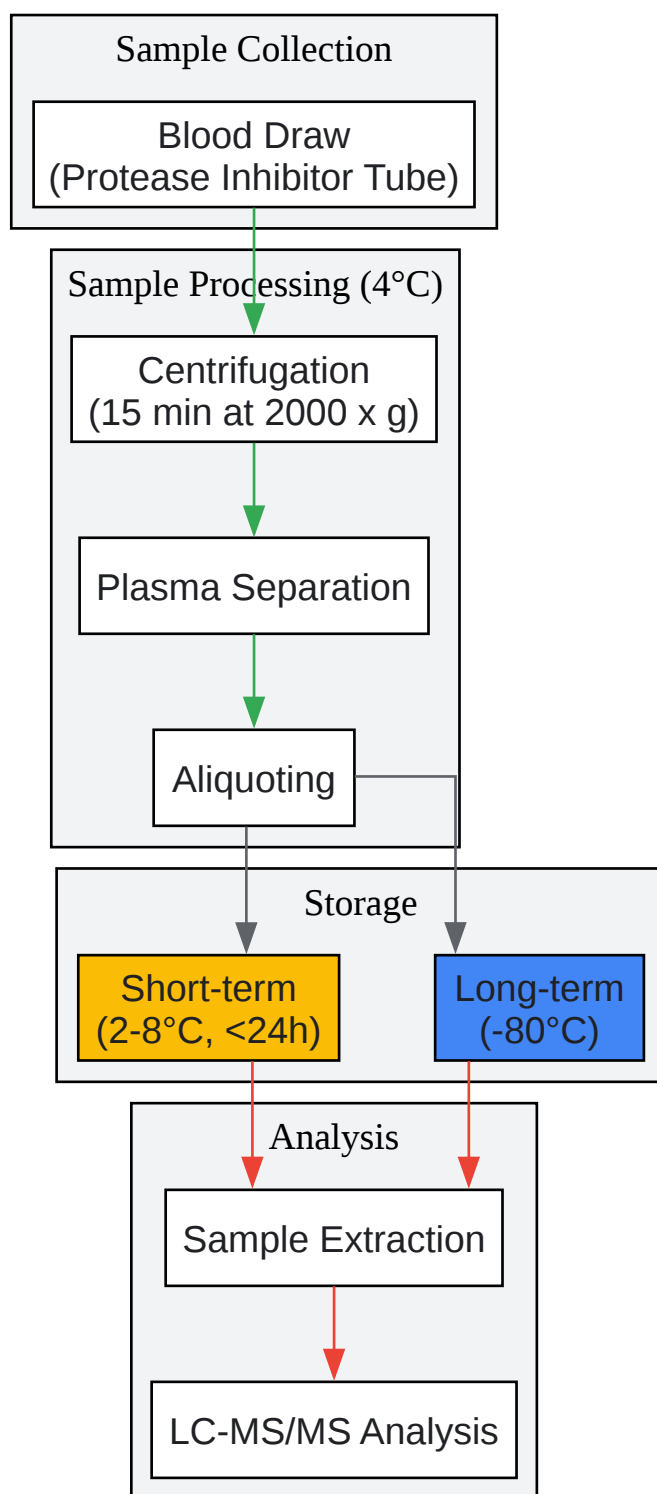 Sample Collection
Blood Draw
(Protease Inhibitor Tube)
Sample Processing (4°C)
Centrifugation
(15 min at 2000 x g)
Plasma Separation
Aliquoting
Storage
Short-term
(2-8°C, <24h)
Long-term
(-80°C)
Analysis
Sample Extraction
LC-MS/MS Analysis